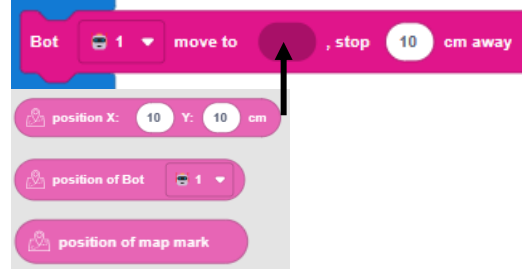 Bot 1 move to , stop 10 cm away
position X: 10 Y: 10 cm
position of Bot 1
position of map mark